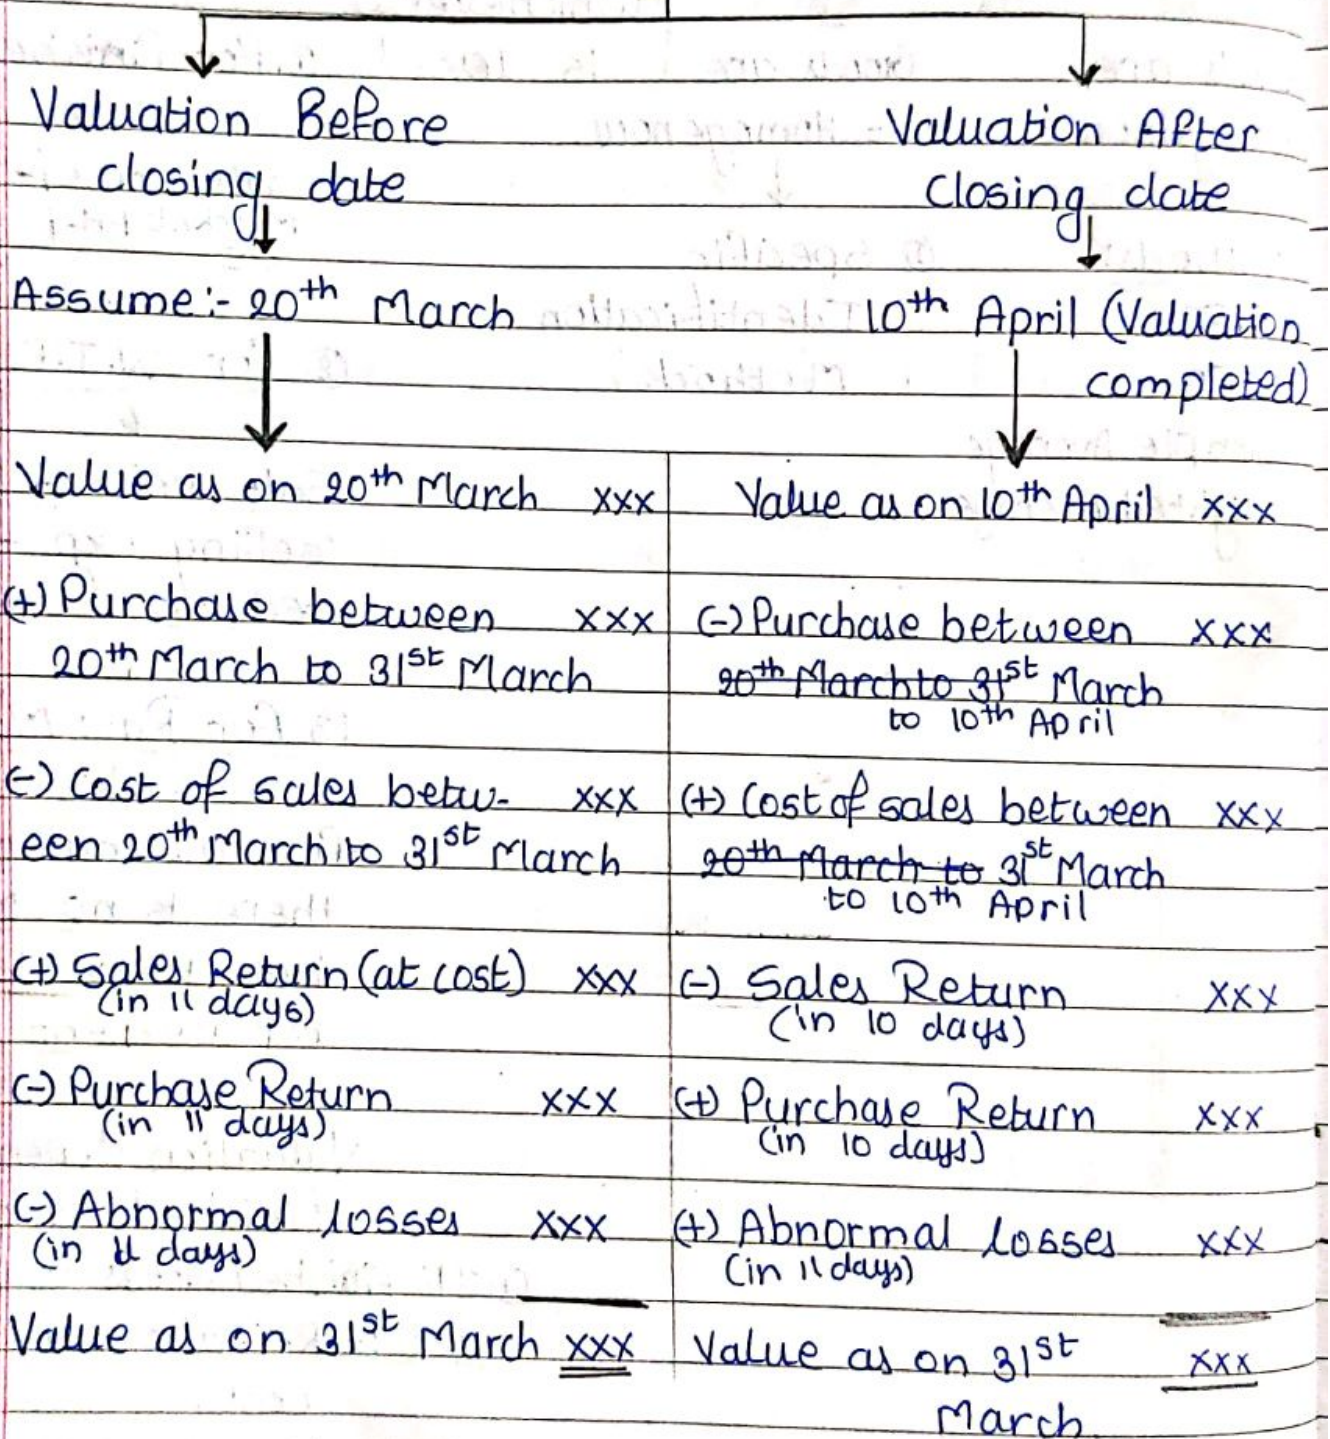 Valuation Before
closing date
Assume:- 20th March
Valuation After
Closing date
10th April (Valuation
completed)
Value as on 20th March xxx
(+) Purchase between xxx
20th March to 31st March
(-) Cost of sales betw-
een 20th March to 31st March xxx
(+) Sales Return (at cost) xxx
(in 11 days)
(-) Purchase Return xxx
(in 11 days)
(-) Abnormal losses xxx
(in 11 days)
Value as on 31st March xxx
Value as on 10th April xxx
(-) Purchase between xxx
20th March to 31st March
to 10th April
(+) Cost of sales between xxx
20th March to 31st March
to 10th April
(-) Sales Return xxx
(in 10 days)
(+) Purchase Return xxx
(in 10 days)
(+) Abnormal losses xxx
(in 11 days)
Value as on 31st xxx
March